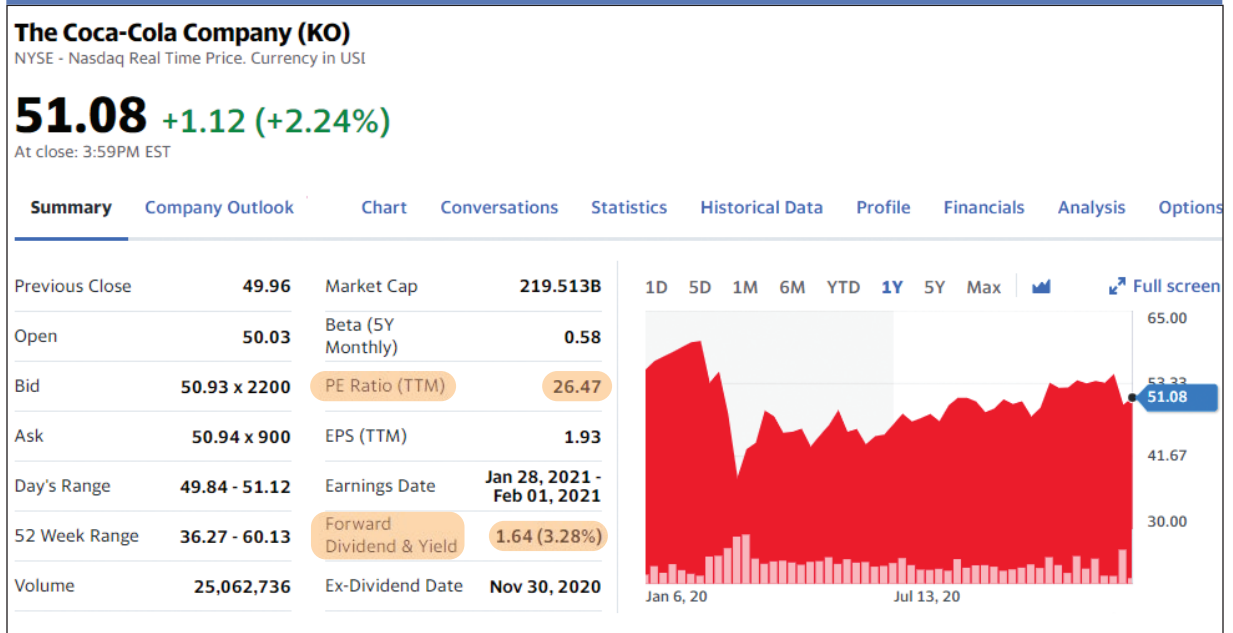 The Coca-Cola Company (KO)
NYSE - Nasdaq Real Time Price. Currency in USI
51.08 +1.12 (+2.24%)
At close: 3:59PM EST
Summary Company Outlook Chart Conversations Statistics Historical Data Profile Financials Analysis Options
Previous Close 49.96
Open 50.03
Bid 50.93 x 2200
Ask 50.94 x 900
Day's Range 49.84 - 51.12
52 Week Range 36.27 - 60.13
Volume 25,062,736
Market Cap 219.513B
Beta (5Y
Monthly) 0.58
PE Ratio (TTM) 26.47
EPS (TTM) 1.93
Earnings Date Jan 28, 2021 -
Feb 01, 2021
Forward
Dividend & Yield 1.64 (3.28%)
Ex-Dividend Date Nov 30, 2020
1D 5D 1M 6M YTD 1Y 5Y Max Full screen
65.00
53.33
51.08
41.67
30.00
Jan 6, 20 Jul 13, 20